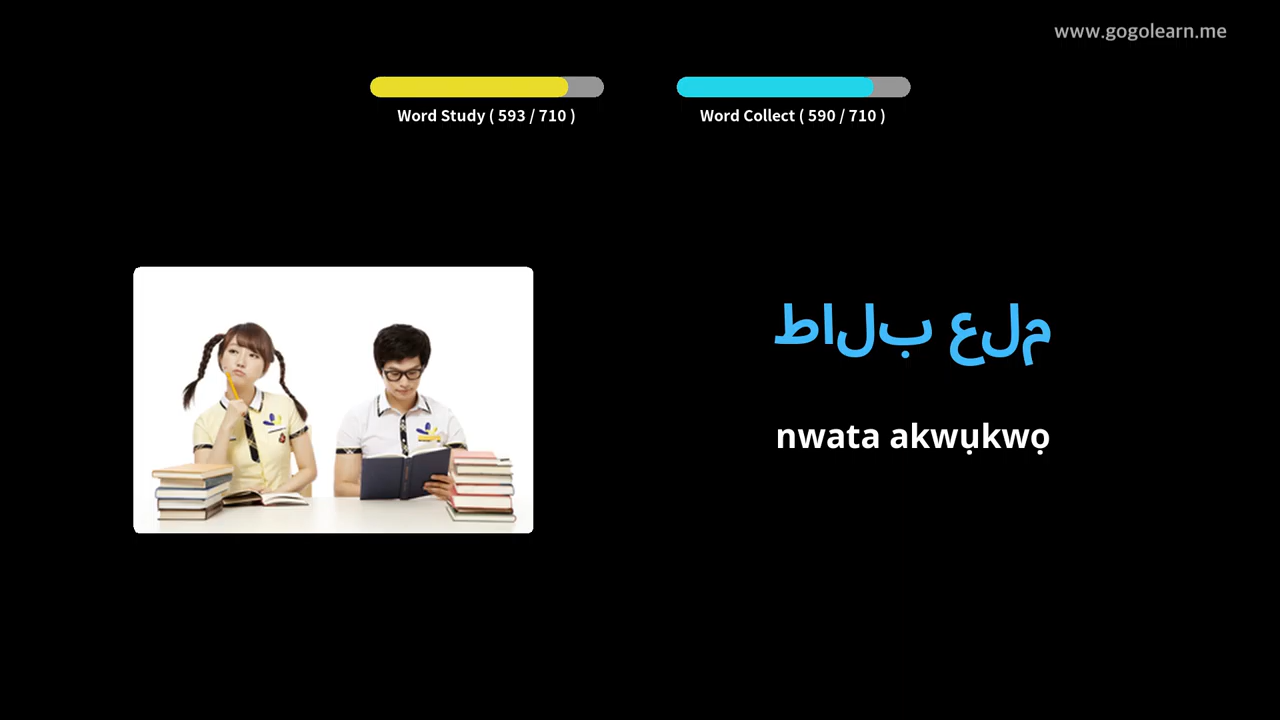 www.gogolearn.me
Word Study ( 593 / 710 )
Word Collect ( 590 / 710 )
طالب علم
nwata akwụkwọ